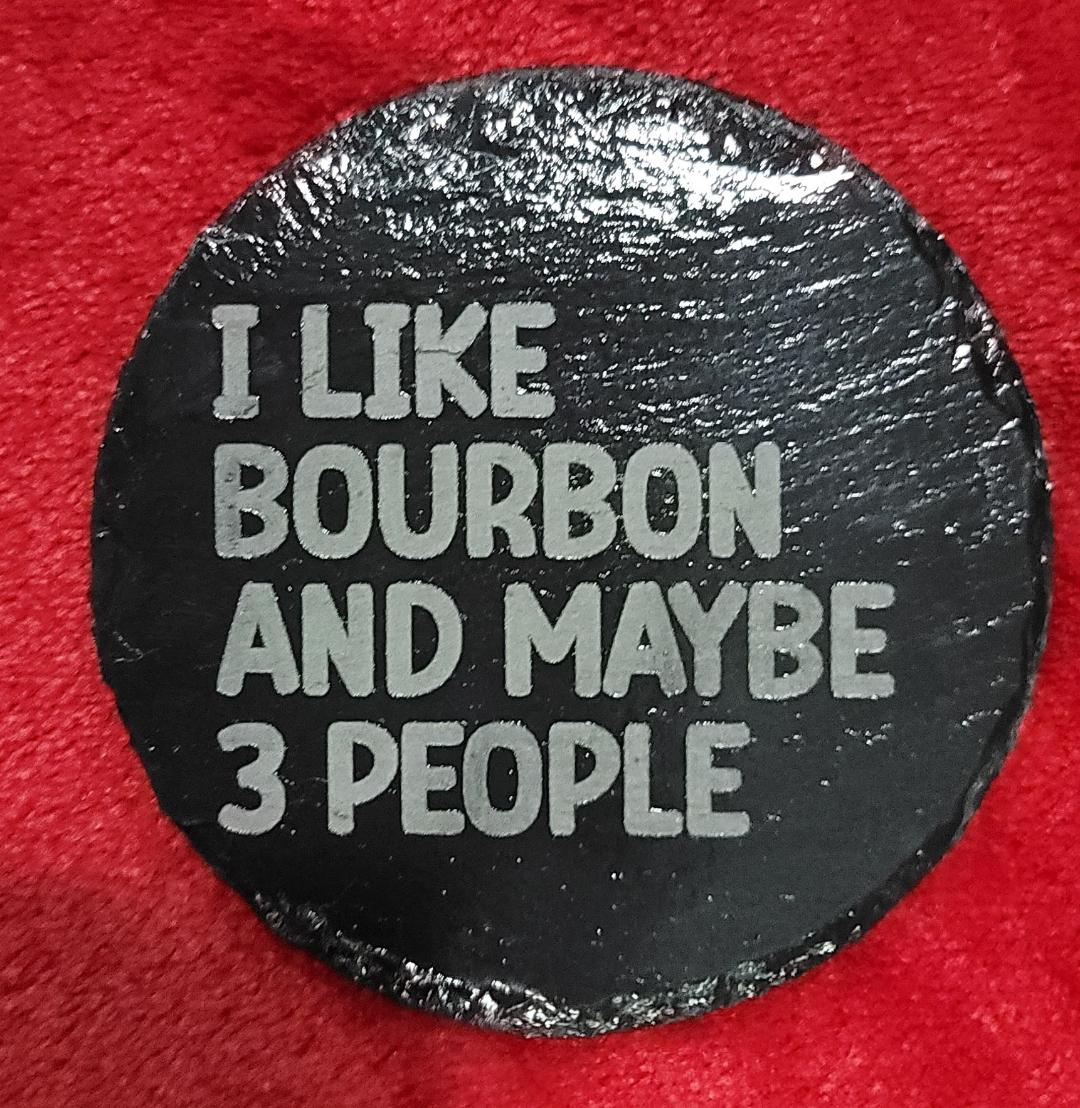 I LIKE
BOURBON
AND MAYBE
3 PEOPLE